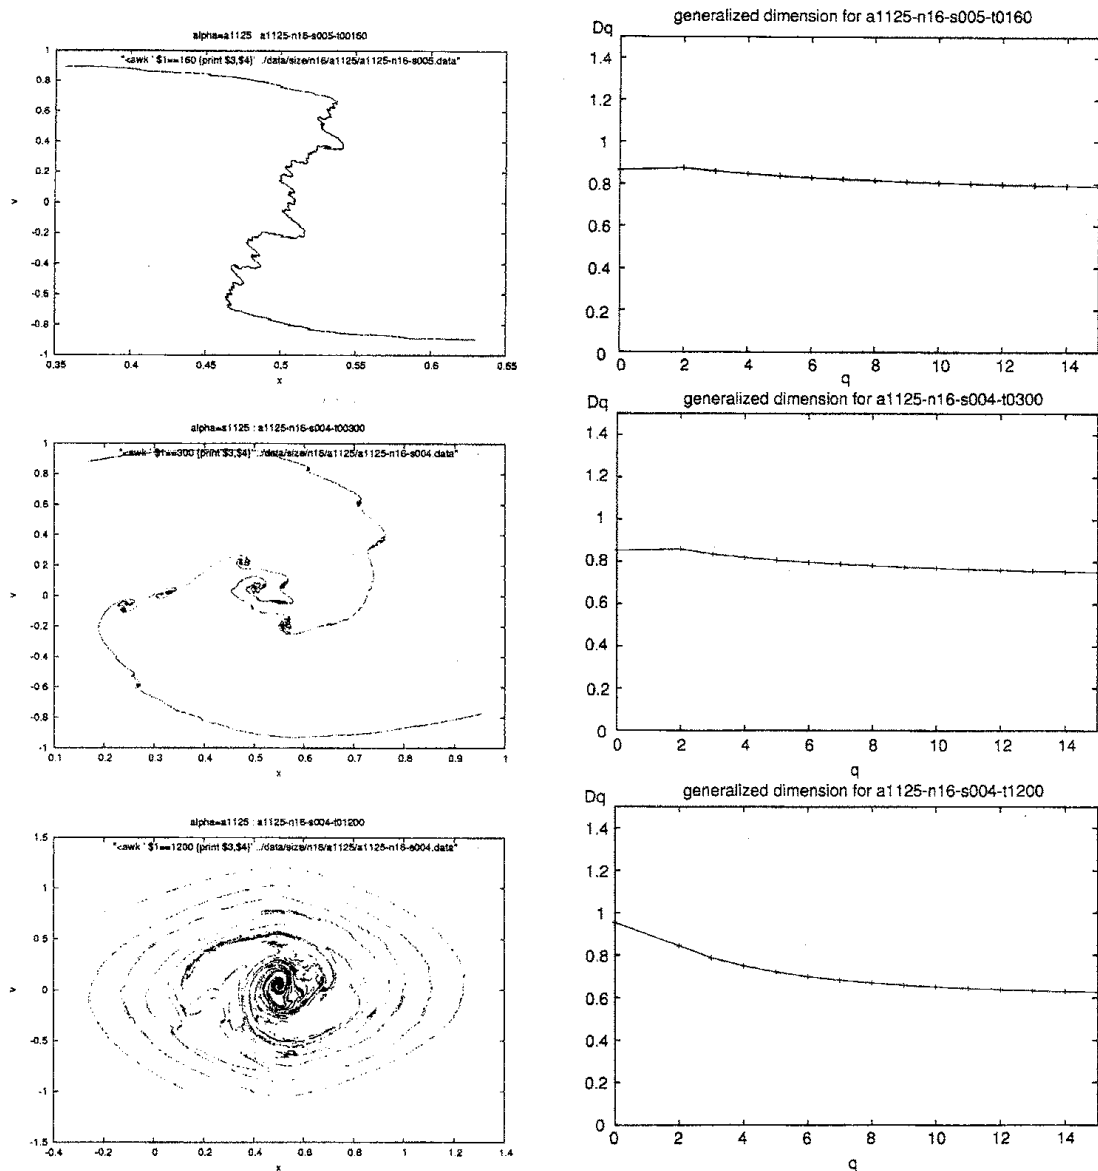 alpha=a1125 a1125-n16-s005-t00160
"<awk ' $1==160 {print $3,$4}' ../data/size/n16/a1125/a1125-n16-s005.data"
1
0.8
0.6
0.4
0.2
0
-0.2
-0.4
-0.6
-0.8
-1
v
0.35 0.4 0.45 0.5 0.55 0.6 0.65
x
generalized dimension for a1125-n16-s005-t0160
Dq
1.4
1.2
1
0.8
0.6
0.4
0.2
0
0 2 4 6 8 10 12 14
q
alpha=a1125 : a1125-n16-s004-t00300
"<awk ' $1==300 {print $3,$4}' ../data/size/n16/a1125/a1125-n16-s004.data"
1
0.8
0.6
0.4
0.2
0
-0.2
-0.4
-0.6
-0.8
-1
v
0.1 0.2 0.3 0.4 0.5 0.6 0.7 0.8 0.9 1
x
generalized dimension for a1125-n16-s004-t0300
Dq
1.4
1.2
1
0.8
0.6
0.4
0.2
0
0 2 4 6 8 10 12 14
q
alpha=a1125 : a1125-n16-s004-t01200
"<awk ' $1==1200 {print $3,$4}' ../data/size/n16/a1125/a1125-n16-s004.data"
1.5
1
0.5
0
-0.5
-1
-1.5
v
-0.4 -0.2 0 0.2 0.4 0.6 0.8 1 1.2 1.4
x
generalized dimension for a1125-n16-s004-t1200
Dq
1.4
1.2
1
0.8
0.6
0.4
0.2
0
0 2 4 6 8 10 12 14
q